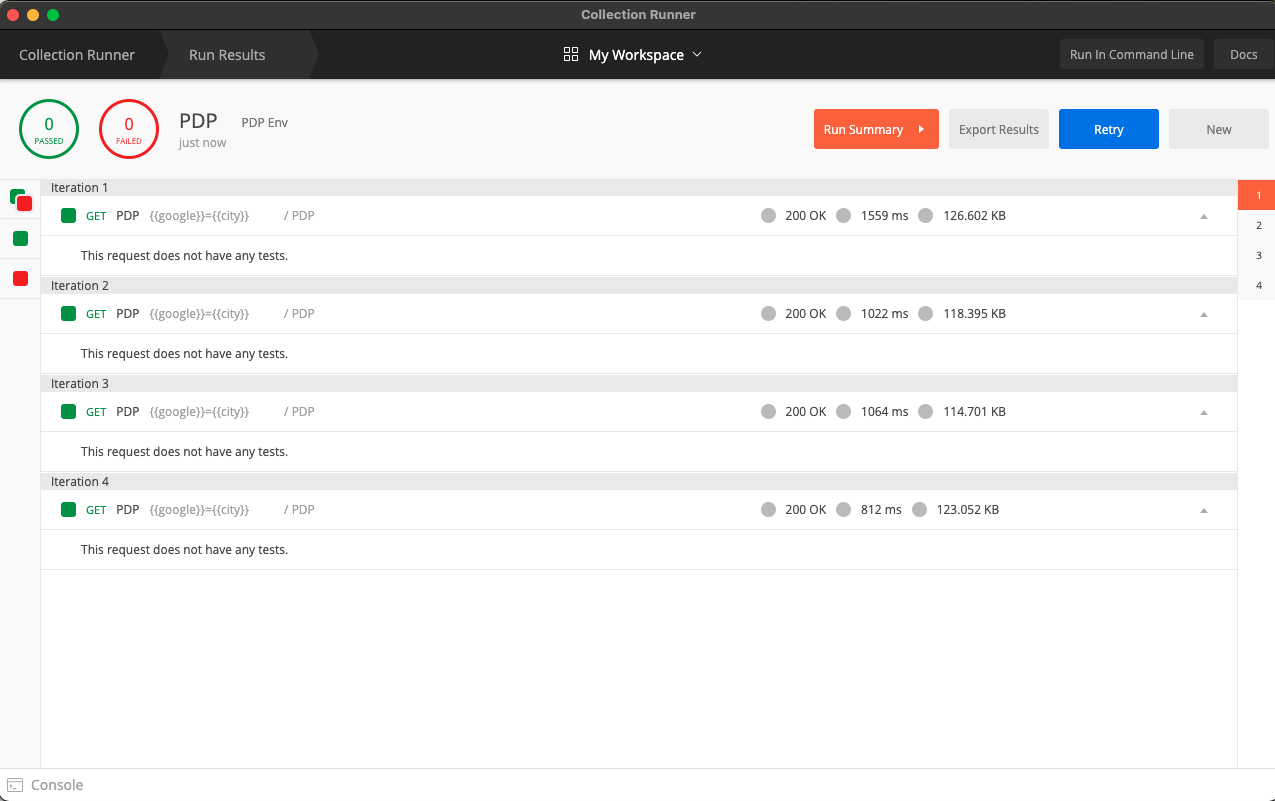 Collection Runner
Collection Runner Run Results My Workspace Run In Command Line Docs
0 PASSED 0 FAILED PDP PDP Env just now Run Summary Export Results Retry New
Iteration 1 1
GET PDP {{google}}={{city}} / PDP 200 OK 1559 ms 126.602 KB
2
This request does not have any tests. 3
Iteration 2 4
GET PDP {{google}}={{city}} / PDP 200 OK 1022 ms 118.395 KB
This request does not have any tests.
Iteration 3
GET PDP {{google}}={{city}} / PDP 200 OK 1064 ms 114.701 KB
This request does not have any tests.
Iteration 4
GET PDP {{google}}={{city}} / PDP 200 OK 812 ms 123.052 KB
This request does not have any tests.
Console